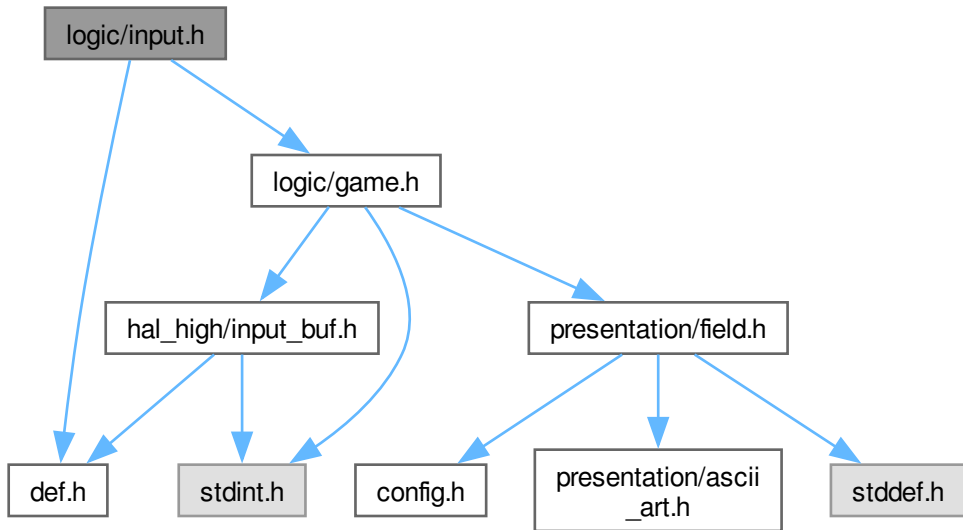 logic/input.h
logic/game.h
hal_high/input_buf.h
presentation/field.h
def.h
stdint.h
config.h
presentation/ascii
_art.h
stddef.h